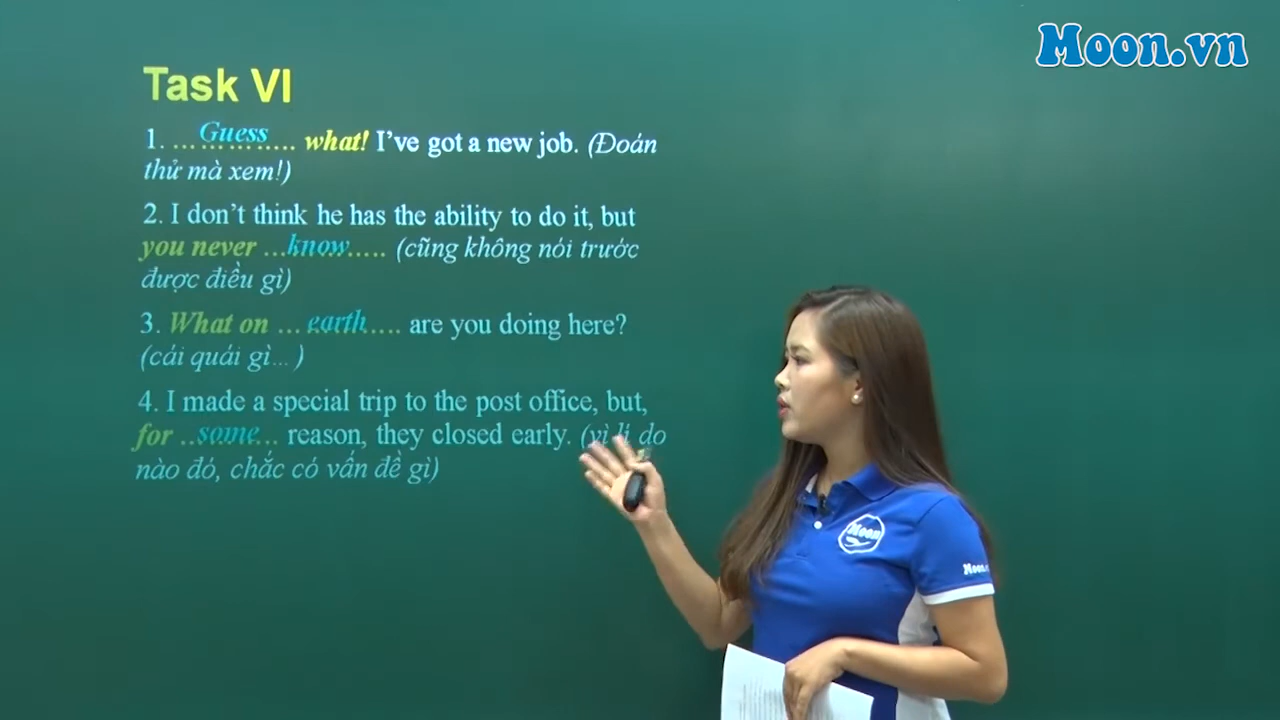 Moon.vn
Task VI
1. ...Guess..... what! I've got a new job. (Đoán
thử mà xem!)
2. I don't think he has the ability to do it, but
you never ...know..... (cũng không nói trước
được điều gì)
3. What on ...earth..... are you doing here?
(cái quái gì...)
4. I made a special trip to the post office, but,
for ..some... reason, they closed early. (vì lí do
nào đó, chắc có vấn đề gì)
Moon
Moon.vn